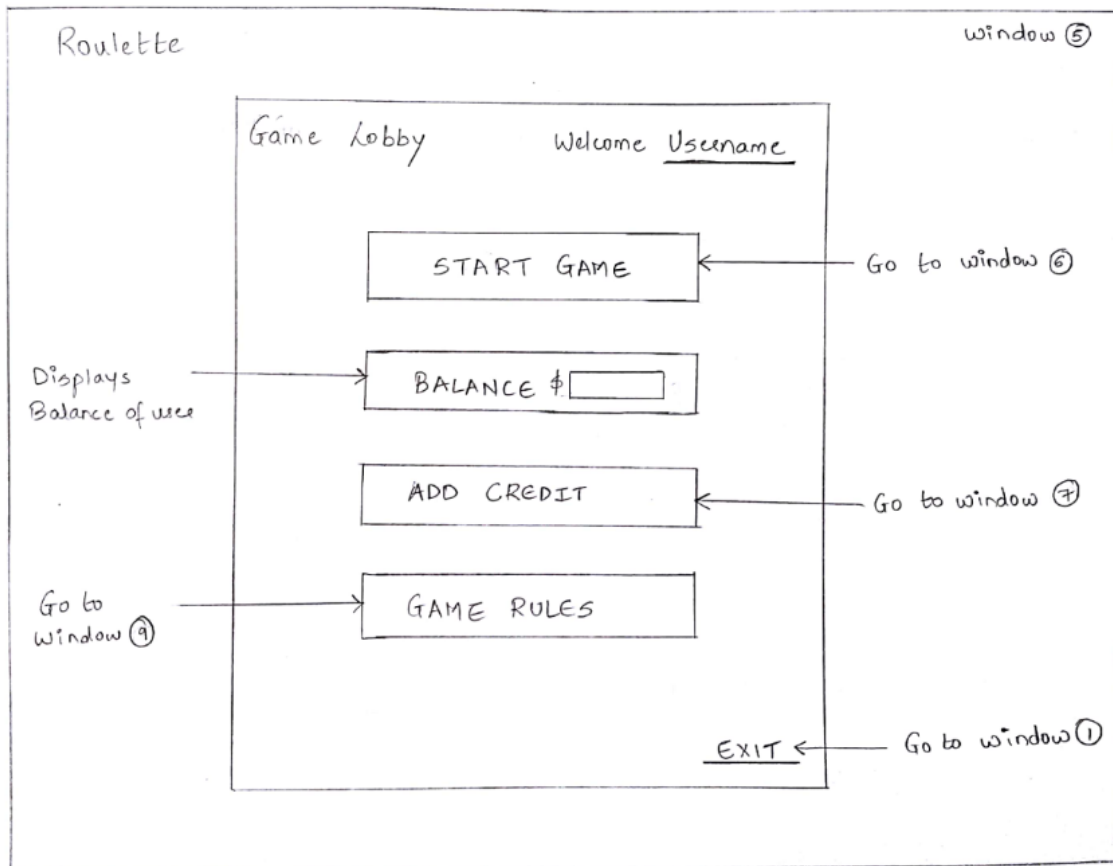 Roulette
window ⑤
Game Lobby
Welcome Username
START GAME
Go to window ⑥
Displays
Balance of user
BALANCE $
ADD CREDIT
Go to window ⑦
Go to
window ⑨
GAME RULES
EXIT
Go to window ①